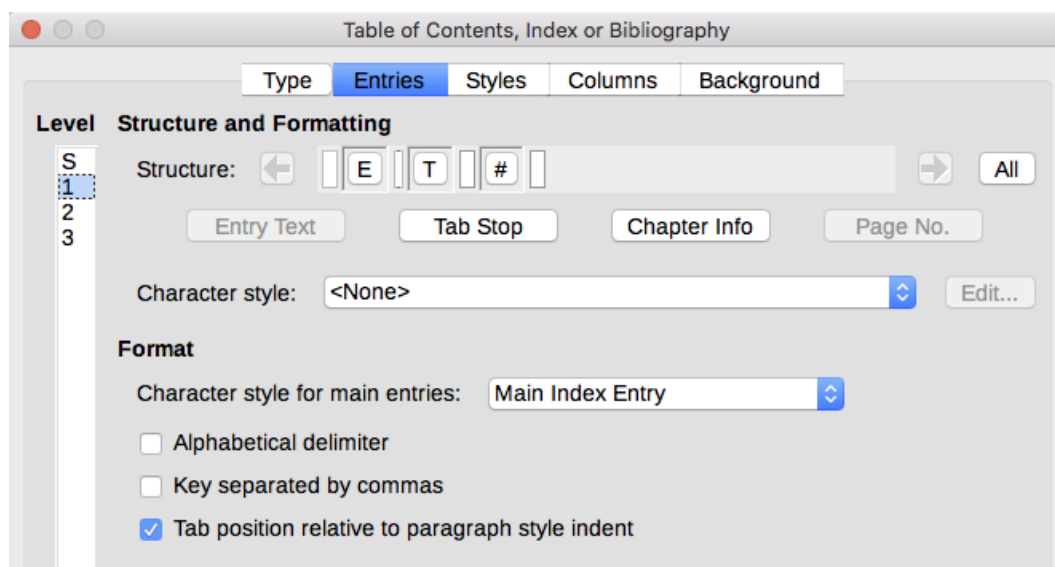 Table of Contents, Index or Bibliography
Type Entries Styles Columns Background
Level Structure and Formatting
S
1
2
3
Structure: E T # All
Entry Text Tab Stop Chapter Info Page No.
Character style: <None> Edit...
Format
Character style for main entries: Main Index Entry
Alphabetical delimiter
Key separated by commas
Tab position relative to paragraph style indent